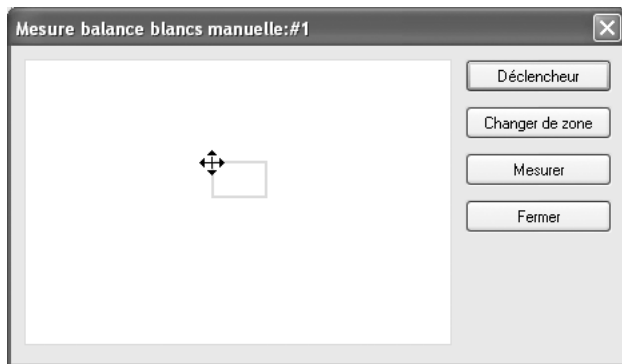 Mesure balance blancs manuelle:#1
Déclencheur
Changer de zone
Mesurer
Fermer